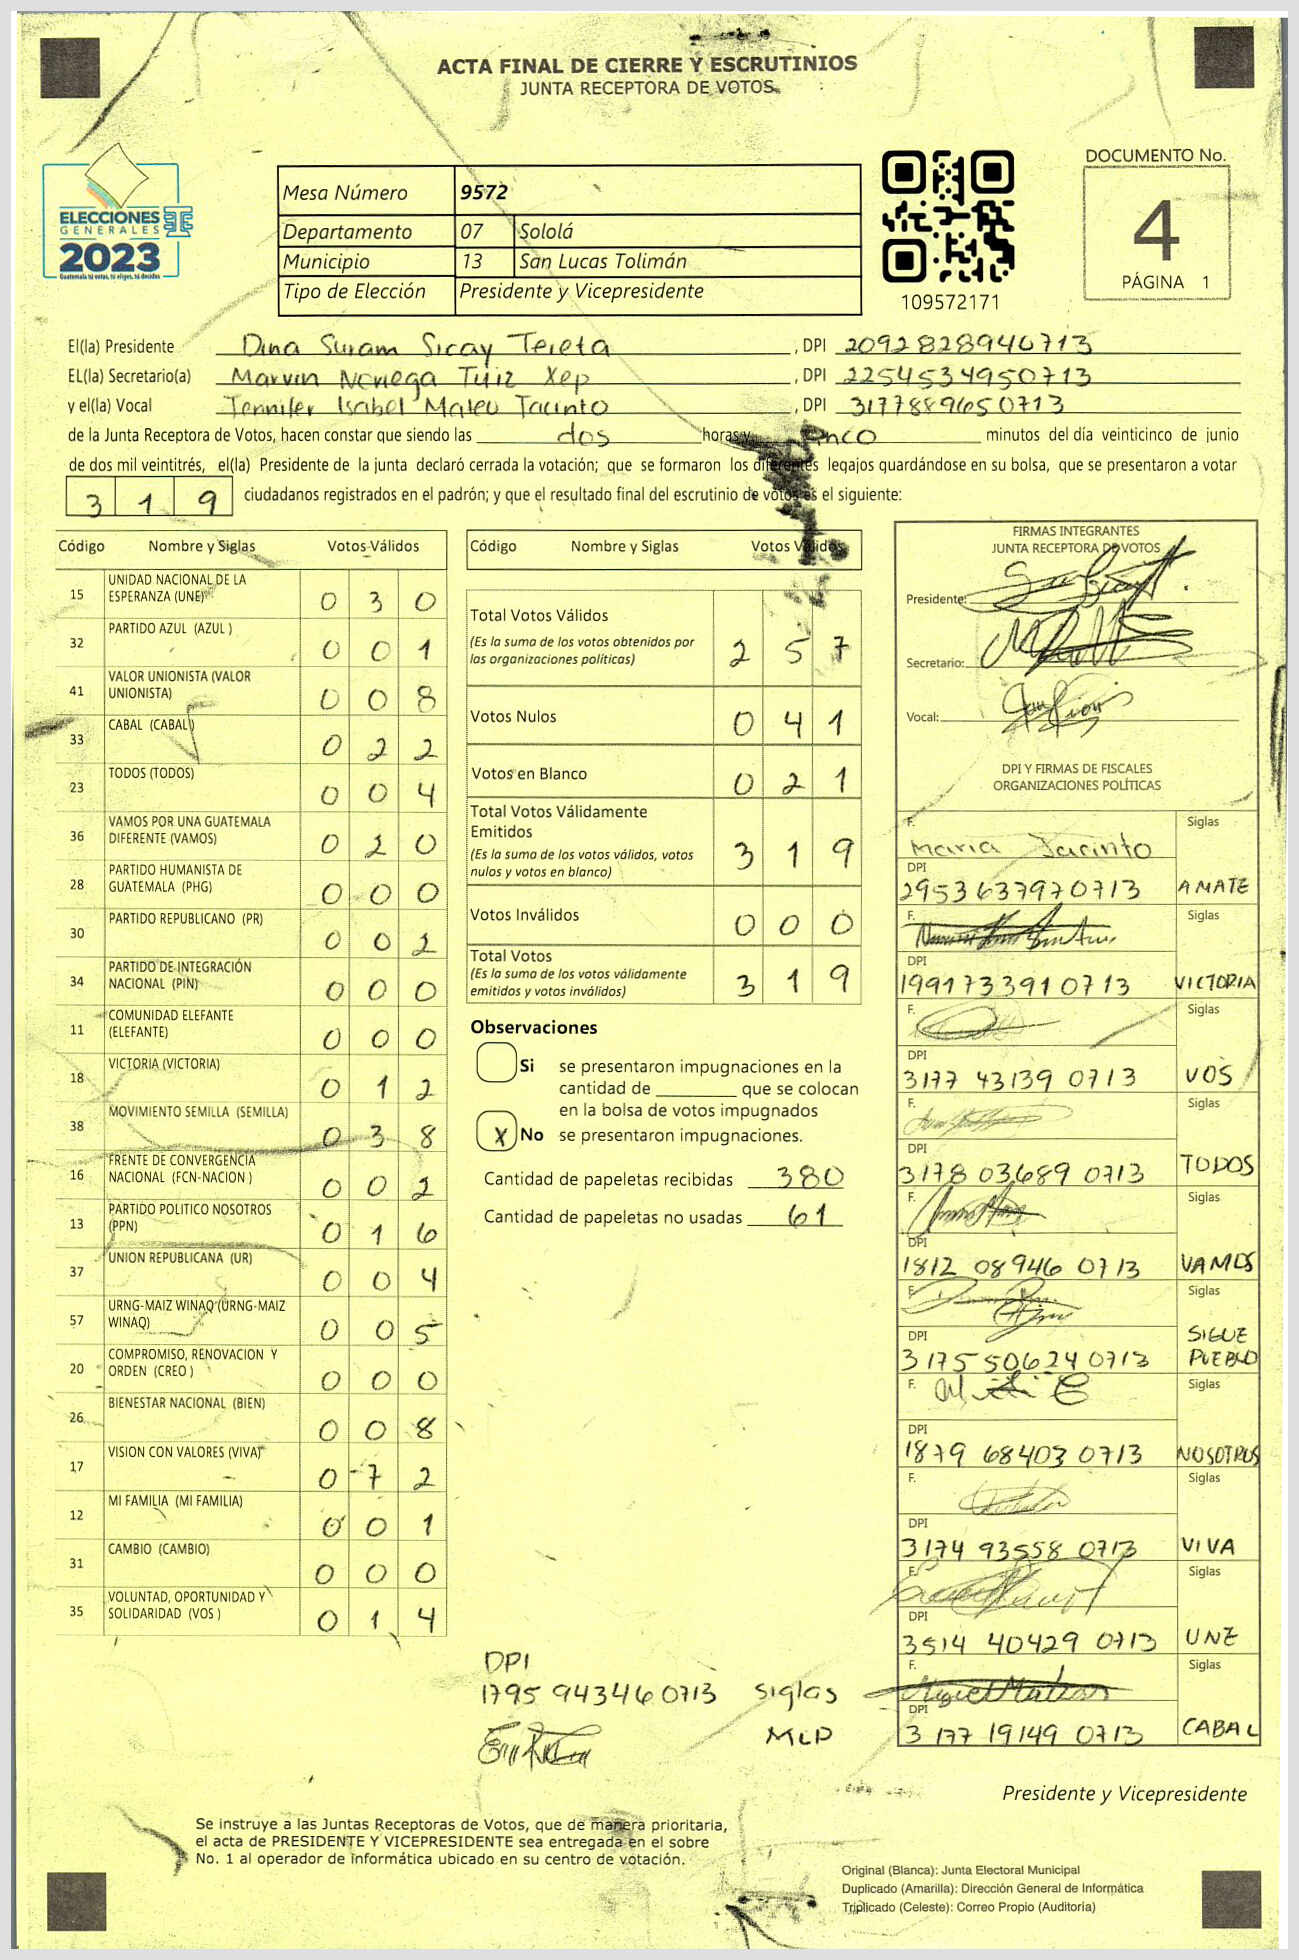 ACTA FINAL DE CIERRE Y ESCRUTINIOS
JUNTA RECEPTORA DE VOTOS
ELECCIONES
GENERALES
2023
Guatemala tú votas, tú eliges, tú decides
Mesa Número 9572
Departamento 07 Sololá
Municipio 13 San Lucas Tolimán
Tipo de Elección Presidente y Vicepresidente
109572171
DOCUMENTO No.
4
PÁGINA 1
El(la) Presidente Dina Sicay Tereta, DPI 2092828940713
EL(la) Secretario(a) Marvin Noriega Tuiz Xep, DPI 2254534950713
y el(la) Vocal Jennifer Isabel Mateu Jacinto, DPI 3177889650713
de la Junta Receptora de Votos, hacen constar que siendo las dos horas y minutos del día veinticinco de junio
de dos mil veintitrés, el(la) Presidente de la junta declaró cerrada la votación; que se formaron los diferentes legajos guardándose en su bolsa, que se presentaron a votar
319 ciudadanos registrados en el padrón; y que el resultado final del escrutinio de votos es el siguiente:
Código Nombre y Siglas Votos Válidos
15 UNIDAD NACIONAL DE LA ESPERANZA (UNE) 0 3 0
32 PARTIDO AZUL (AZUL ) 0 0 1
41 VALOR UNIONISTA (VALOR UNIONISTA) 0 0 8
33 CABAL (CABAL) 0 2 2
23 TODOS (TODOS) 0 0 4
36 VAMOS POR UNA GUATEMALA DIFERENTE (VAMOS) 0 2 0
28 PARTIDO HUMANISTA DE GUATEMALA (PHG) 0 0 0
30 PARTIDO REPUBLICANO (PR) 0 0 2
34 PARTIDO DE INTEGRACIÓN NACIONAL (PIN) 0 0 0
11 COMUNIDAD ELEFANTE (ELEFANTE) 0 0 0
18 VICTORIA (VICTORIA) 0 1 2
38 MOVIMIENTO SEMILLA (SEMILLA) 0 3 8
16 FRENTE DE CONVERGENCIA NACIONAL (FCN-NACION ) 0 0 2
13 PARTIDO POLITICO NOSOTROS (PPN) 0 1 6
37 UNION REPUBLICANA (UR) 0 0 4
57 URNG-MAIZ WINAQ (URNG-MAIZ WINAQ) 0 0 5
20 COMPROMISO, RENOVACION Y ORDEN (CREO ) 0 0 0
26 BIENESTAR NACIONAL (BIEN) 0 0 8
17 VISION CON VALORES (VIVA) 0 7 2
12 MI FAMILIA (MI FAMILIA) 0 0 1
31 CAMBIO (CAMBIO) 0 0 0
35 VOLUNTAD, OPORTUNIDAD Y SOLIDARIDAD (VOS ) 0 1 4
Código Nombre y Siglas Votos Válidos
Total Votos Válidos 2 5 7
(Es la suma de los votos obtenidos por
las organizaciones políticas)
Votos Nulos 0 4 1
Votos en Blanco 0 2 1
Total Votos Válidamente
Emitidos 3 1 9
(Es la suma de los votos válidos, votos
nulos y votos en blanco)
Votos Inválidos 0 0 0
Total Votos 3 1 9
(Es la suma de los votos válidamente
emitidos y votos inválidos)
Observaciones
Si se presentaron impugnaciones en la
cantidad de ________ que se colocan
en la bolsa de votos impugnados
X No se presentaron impugnaciones.
Cantidad de papeletas recibidas 380
Cantidad de papeletas no usadas 61
DPI
1795 94346 0713 Siglas
MLP
FIRMAS INTEGRANTES
JUNTA RECEPTORA DE VOTOS
Presidente:
Secretario:
Vocal:
DPI Y FIRMAS DE FISCALES
ORGANIZACIONES POLÍTICAS
F. Maria Jacinto Siglas
DPI
2953637970713 AMATE
F. Siglas
DPI
1991733910713 VICTORIA
Siglas
DPI
3177 43139 0713 VOS
F. Siglas
DPI
3178 03689 0713 TODOS
F. Siglas
DPI
1812 08946 0713 VAMOS
F. Siglas
DPI
3175 50624 0713 SIGUE PUEBLO
F. Siglas
DPI
1879 68403 0713 NOSOTROS
F. Siglas
DPI
3174 93558 0713 VIVA
F. Siglas
DPI
3514 40429 0713 UNE
F. Siglas
DPI
3177 19149 0713 CABAL
Presidente y Vicepresidente
Se instruye a las Juntas Receptoras de Votos, que de manera prioritaria,
el acta de PRESIDENTE Y VICEPRESIDENTE sea entregada en el sobre
No. 1 al operador de informática ubicado en su centro de votación.
Original (Blanca): Junta Electoral Municipal
Duplicado (Amarilla): Dirección General de Informática
Triplicado (Celeste): Correo Propio (Auditoría)